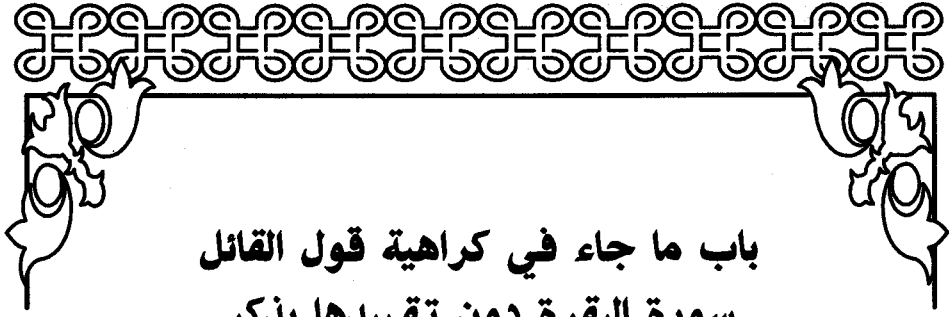 باب ما جاء في كراهية قول القائل
سورة البقرة دون تقييدها بذكر